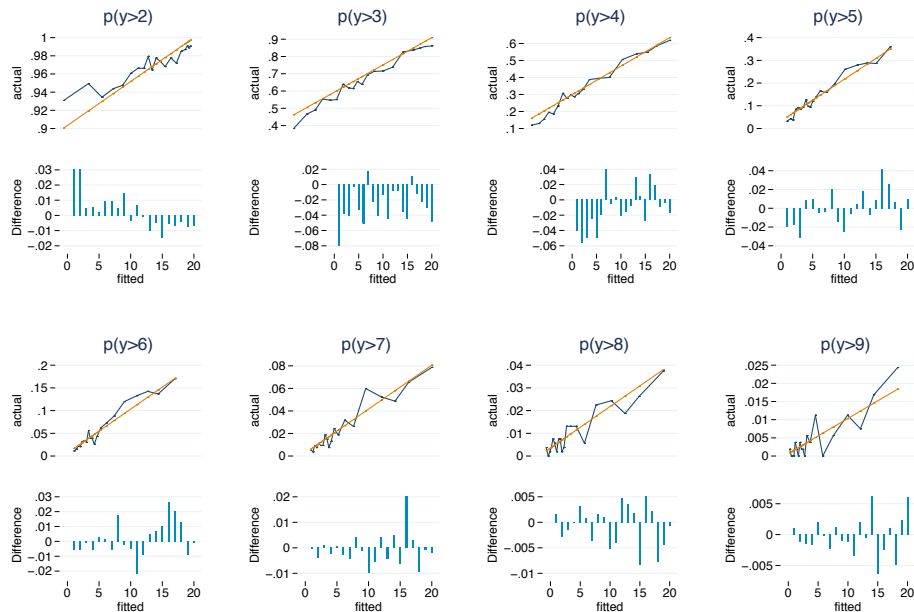 p(y>2)
p(y>3)
p(y>4)
p(y>5)
actual
1
.98
.96
.94
.92
.9
actual
.9
.8
.7
.6
.5
.4
actual
.6
.5
.4
.3
.2
.1
actual
.4
.3
.2
.1
0
Difference
.03
.02
.01
0
-.01
-.02
0 5 10 15 20
fitted
Difference
.02
0
-.02
-.04
-.06
-.08
0 5 10 15 20
fitted
Difference
.04
.02
0
-.02
-.04
-.06
0 5 10 15 20
fitted
Difference
.04
.02
0
-.02
-.04
0 5 10 15 20
fitted
p(y>6)
p(y>7)
p(y>8)
p(y>9)
actual
.2
.15
.1
.05
0
actual
.08
.06
.04
.02
0
actual
.04
.03
.02
.01
0
actual
.025
.02
.015
.01
.005
0
Difference
.03
.02
.01
0
-.01
-.02
0 5 10 15 20
fitted
Difference
.02
.01
0
-.01
0 5 10 15 20
fitted
Difference
.005
0
-.005
-.01
0 5 10 15 20
fitted
Difference
.005
0
-.005
0 5 10 15 20
fitted